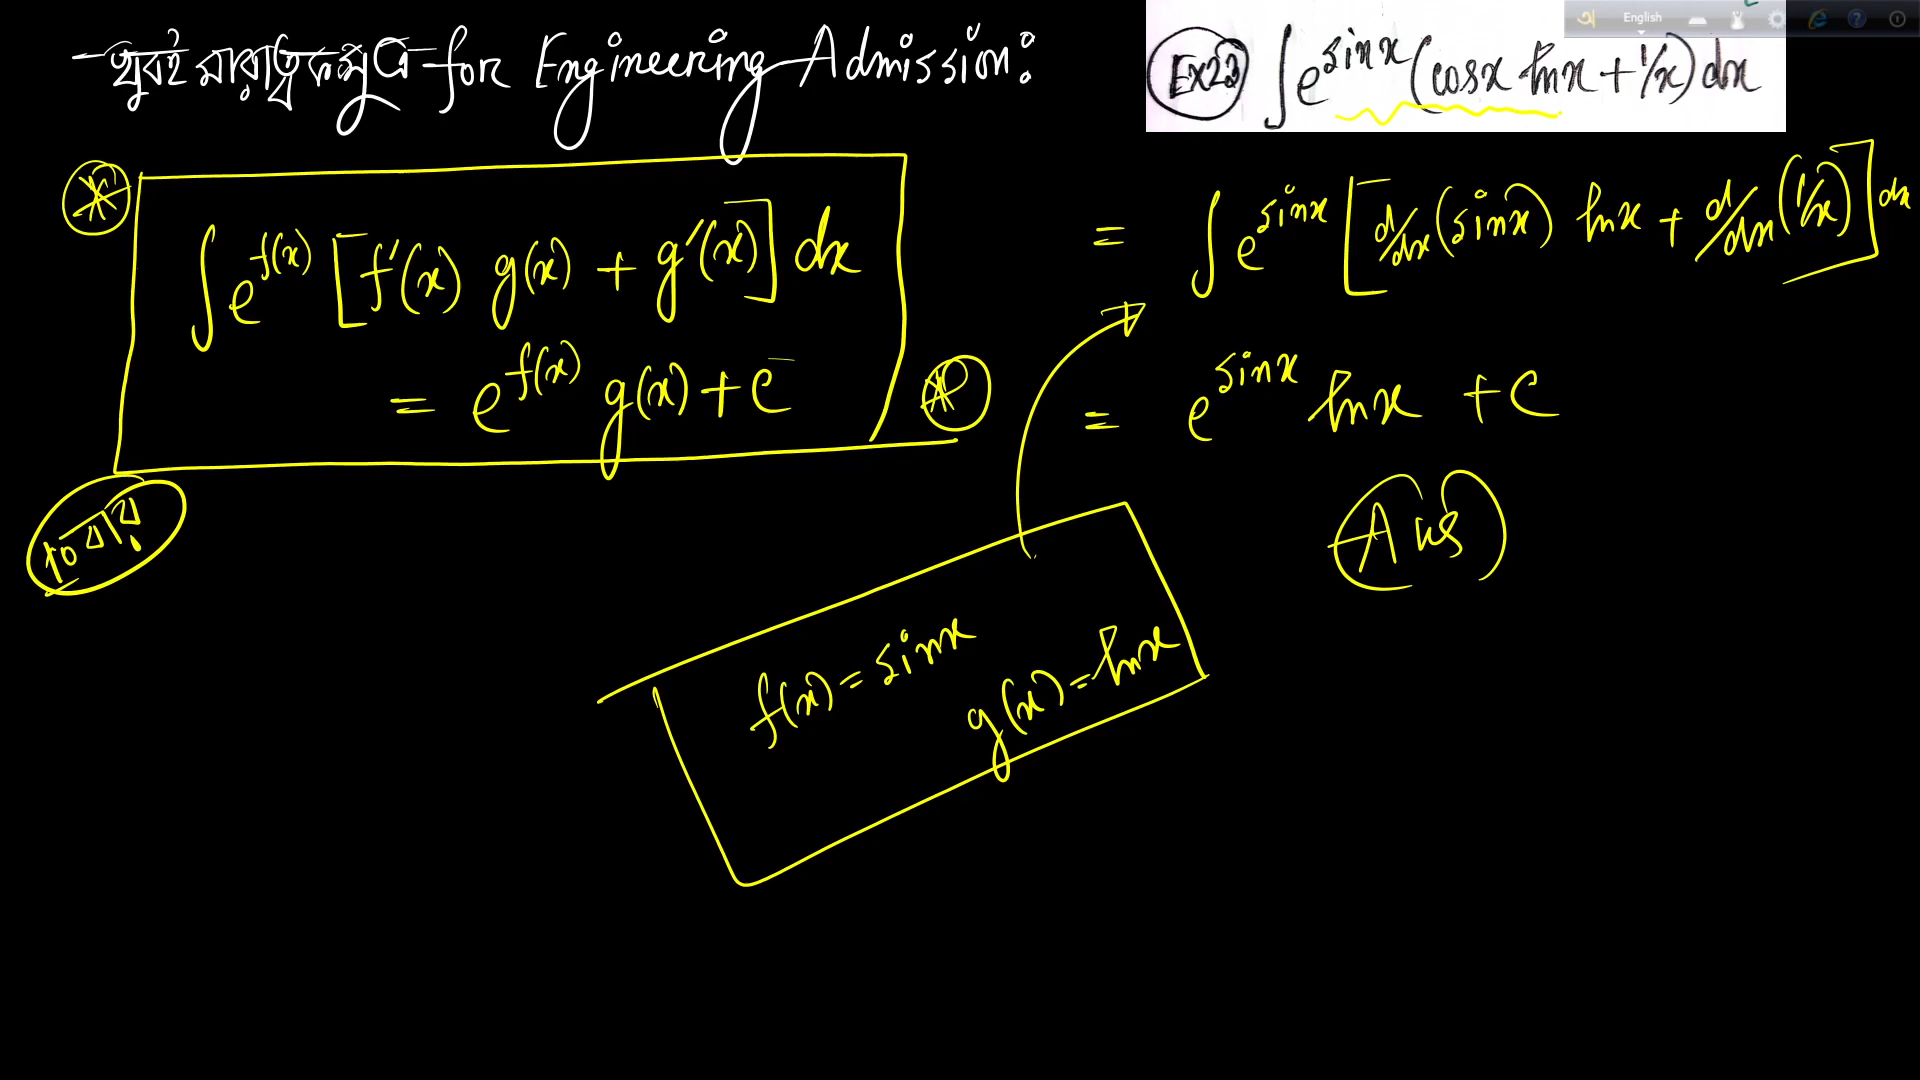 খুবই মারাত্মক সূত্র for Engineering Admission:
English
Ex23 ∫e^sinx (cosx lnx + 1/x) dx
∫e^f(x) [f'(x) g(x) + g'(x)] dx
= e^f(x) g(x) + c
= ∫e^sinx [d/dx (sinx) lnx + d/dx (1/x)] dx
= e^sinx lnx + c
Ans
f(x) = sinx
g(x) = lnx